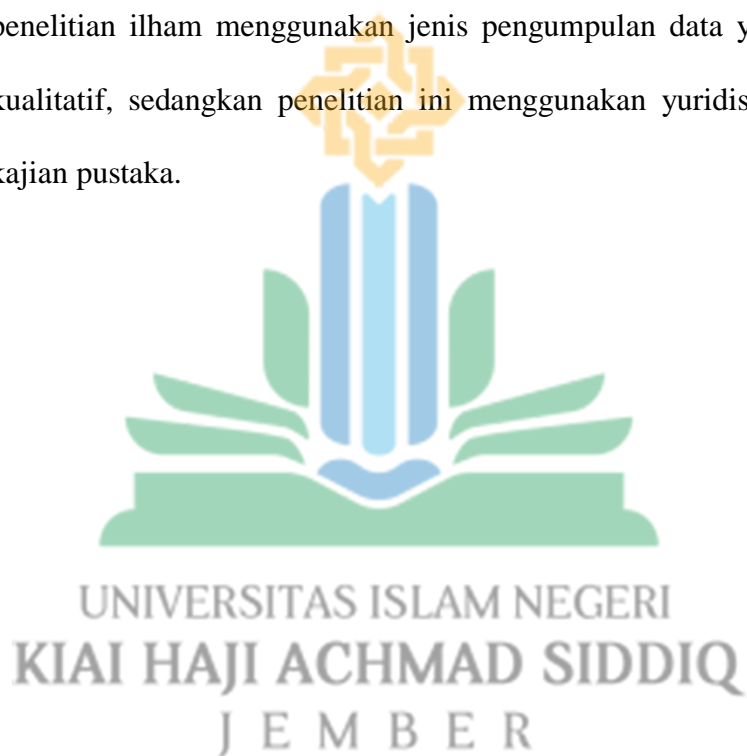 penelitian ilham menggunakan jenis pengumpulan data
kualitatif, sedangkan penelitian ini menggunakan yuridis
kajian pustaka.
UNIVERSITAS ISLAM NEGERI
KIAI HAJI ACHMAD SIDDIQ
JEMBER